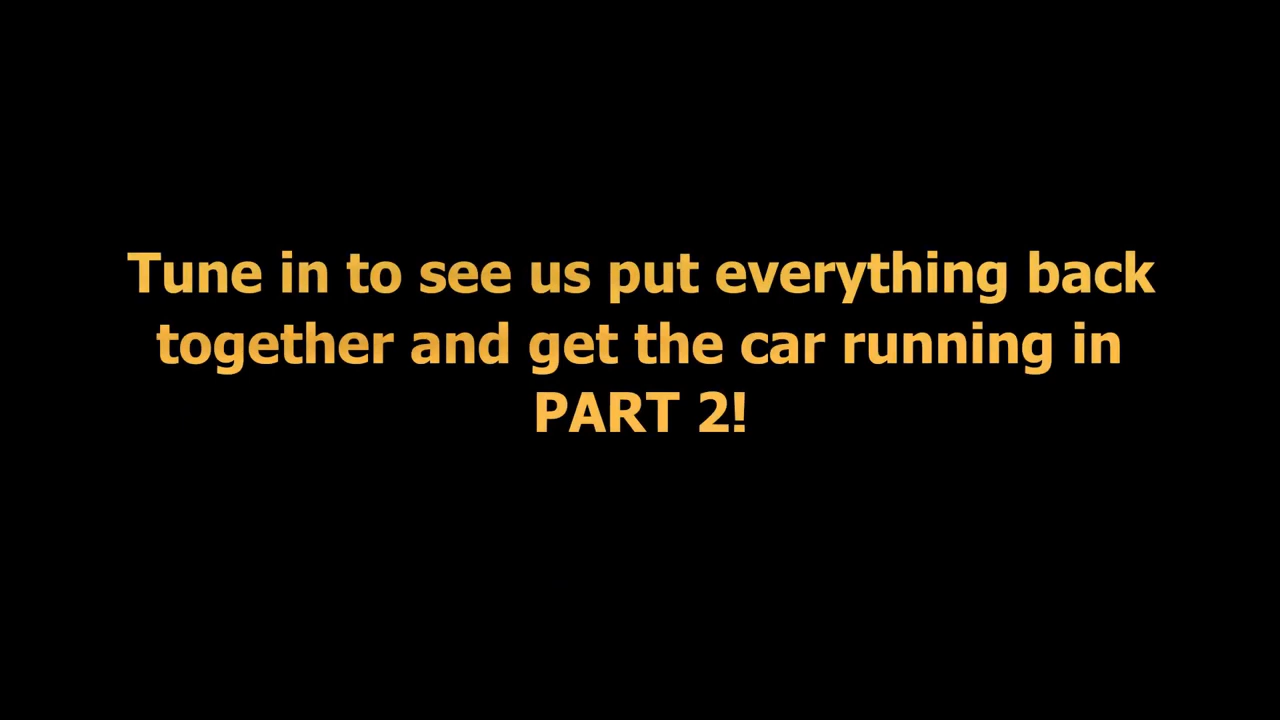 Tune in to see us put everything back
together and get the car running in
PART 2!